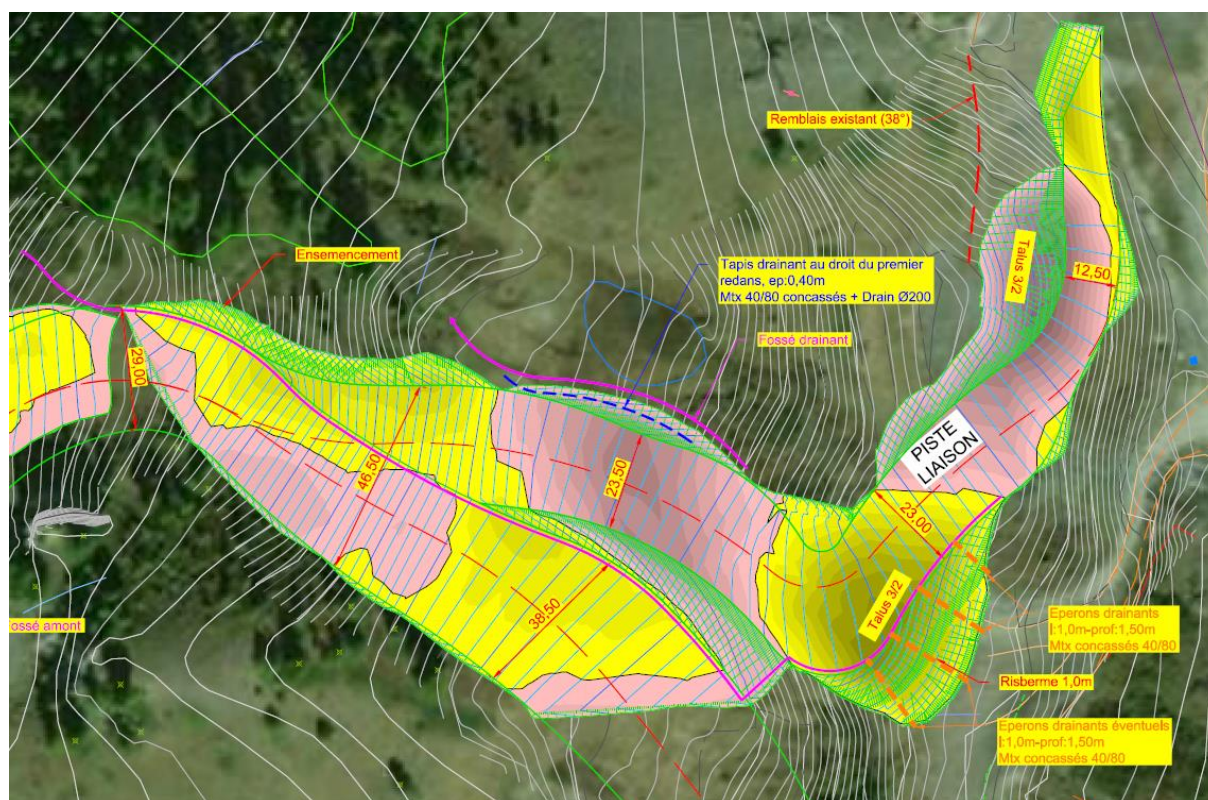 Remblais existant (38°)
Ensemencement
Tapis drainant au droit du premier
redans, ep:0,40m
Mtx 40/80 concassés + Drain Ø200
Talus 3/2
12,50
Fossé drainant
29,00
46,50
23,50
PISTE
LIAISON
23,00
38,50
Talus 3/2
Fossé amont
Eperons drainants
l:1,0m-prof:1,50m
Mtx concassés 40/80
Risberme 1,0m
Eperons drainants éventuels
l:1,0m-prof:1,50m
Mtx concassés 40/80